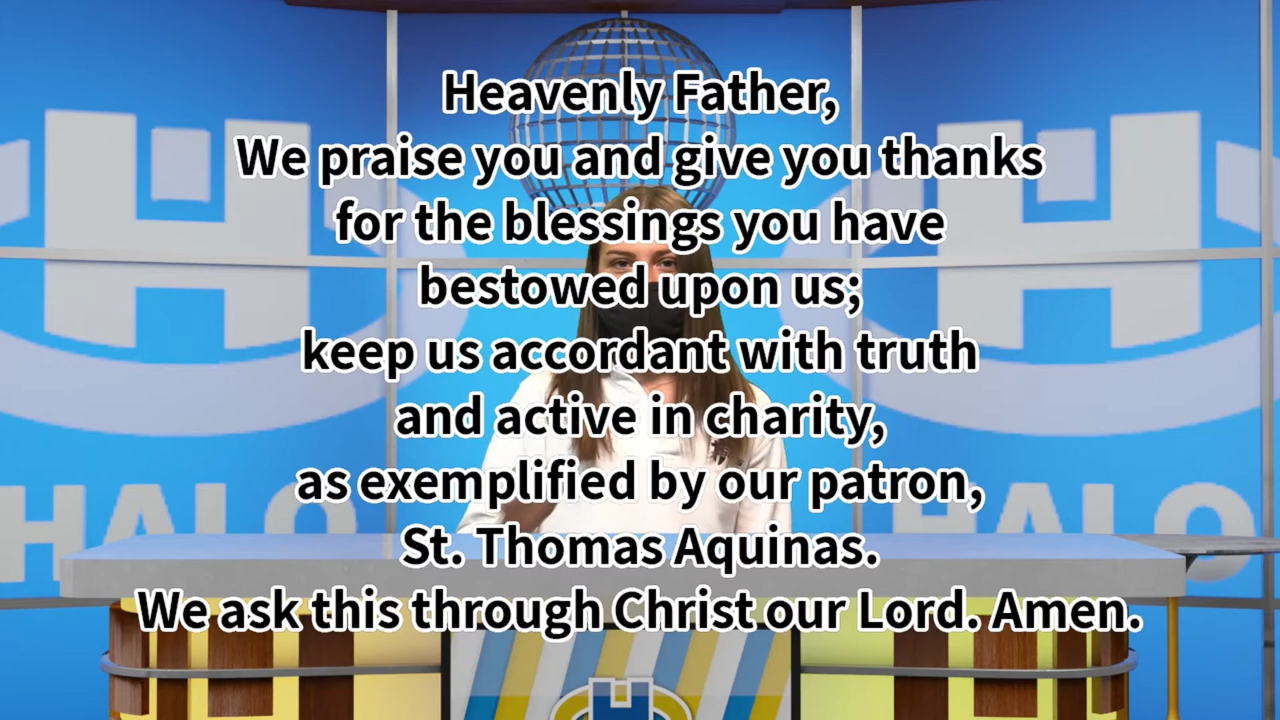 Heavenly Father,
We praise you and give you thanks
for the blessings you have
bestowed upon us;
keep us accordant with truth
and active in charity,
as exemplified by our patron,
St. Thomas Aquinas.
We ask this through Christ our Lord. Amen.
HALO
HALO